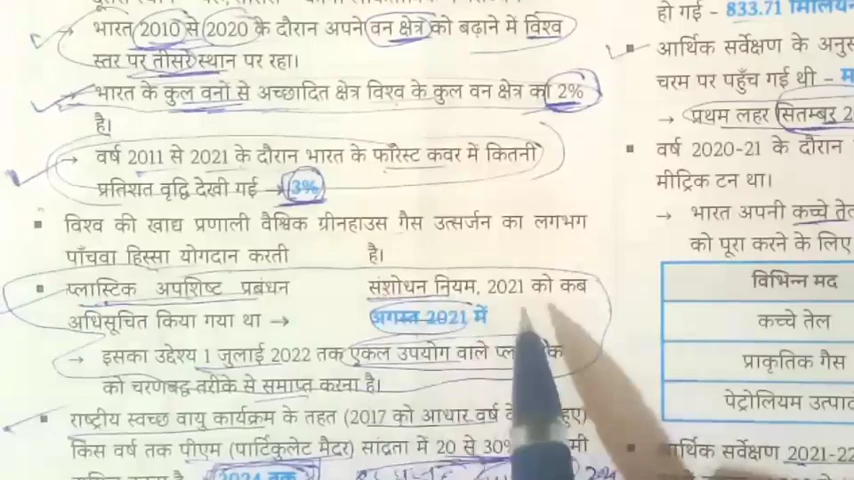 भारत 2010 से 2020 के दौरान अपने वन क्षेत्र को बढ़ाने में विश्व
स्तर पर तीसरे स्थान पर रहा।
भारत के कुल वनों से अच्छादित क्षेत्र विश्व के कुल वन क्षेत्र का 2%
है।
→ वर्ष 2011 से 2021 के दौरान भारत के फॉरेस्ट कवर में कितनी
प्रतिशत वृद्धि देखी गई → 3%
▪ विश्व की खाद्य प्रणाली वैश्विक ग्रीनहाउस गैस उत्सर्जन का लगभग
पाँचवा हिस्सा योगदान करती है।
▪ प्लास्टिक अपशिष्ट प्रबंधन संशोधन नियम, 2021 को कब
अधिसूचित किया गया था → अगस्त 2021 में
→ इसका उद्देश्य 1 जुलाई 2022 तक एकल उपयोग वाले
को चरणबद्ध तरीके से समाप्त करना है।
▪ राष्ट्रीय स्वच्छ वायु कार्यक्रम के तहत (2017 को आधार वर्ष हुए)
किस वर्ष तक पीएम (पार्टिकुलेट मैटर) सांद्रता में 20 से 30%
2024 तक
हो गई – 833.71 मिलियन
▪ आर्थिक सर्वेक्षण के अनुस
चरम पर पहुँच गई थी –
→ प्रथम लहर सितम्बर 2
▪ वर्ष 2020-21 के दौरान
मीट्रिक टन था।
→ भारत अपनी कच्चे तेल
को पूरा करने के लिए
विभिन्न मद
कच्चे तेल
प्राकृतिक गैस
पेट्रोलियम उत्पाद
▪ आर्थिक सर्वेक्षण 2021-22